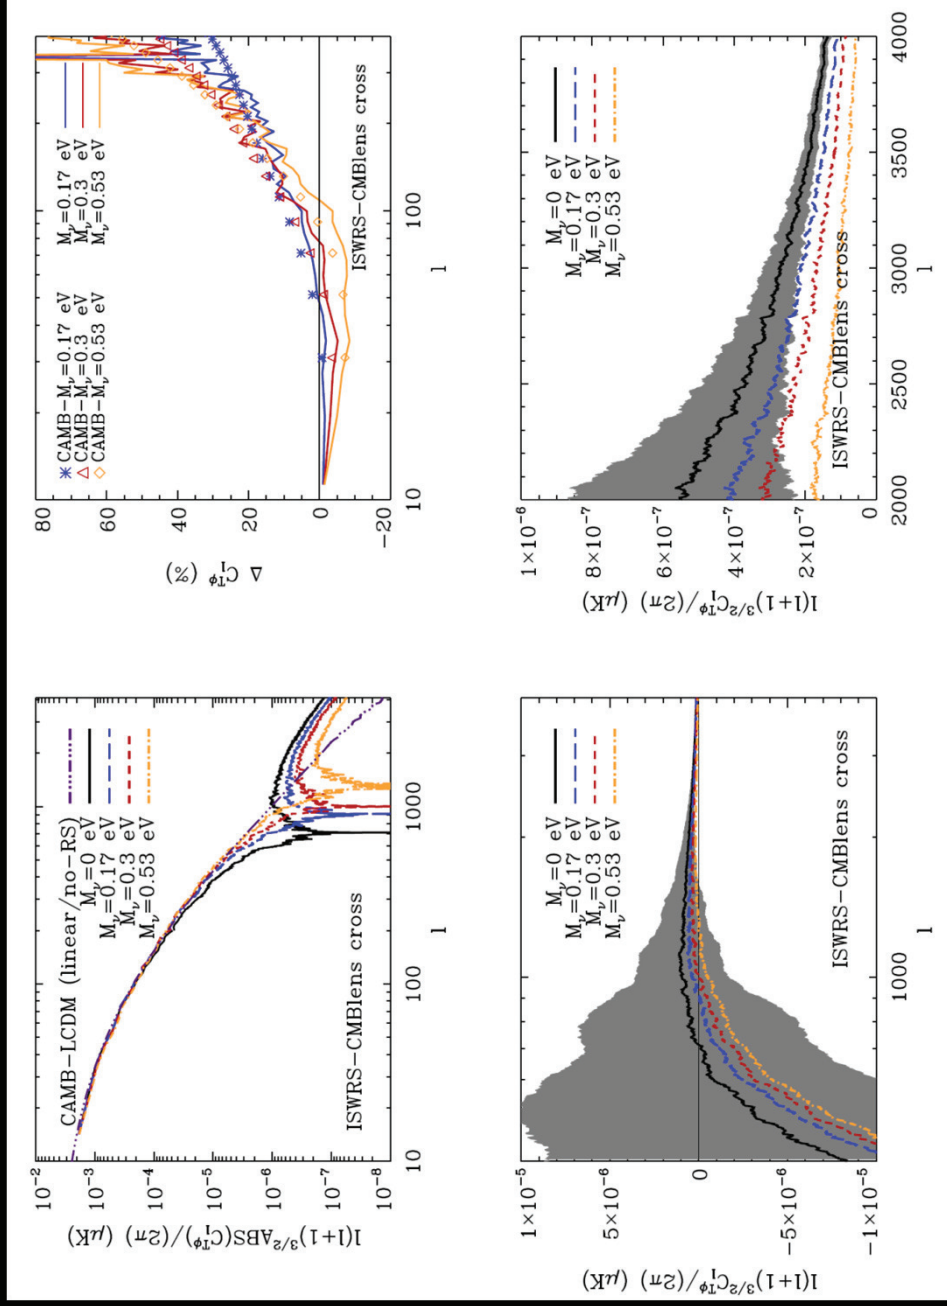 CAMB-LCDM (linear/no-RS)
M_ν=0 eV
M_ν=0.17 eV
M_ν=0.3 eV
M_ν=0.53 eV
ISWRS-CMBlens cross
l(l+1)^{3/2}ABS(C_l^{Tφ})/(2π) (μK)
10^{-2}
10^{-3}
10^{-4}
10^{-5}
10^{-6}
10^{-7}
10^{-8}
10 100 1000
l
CAMB-M_ν=0.17 eV M_ν=0.17 eV
CAMB-M_ν=0.3 eV M_ν=0.3 eV
CAMB-M_ν=0.53 eV M_ν=0.53 eV
ISWRS-CMBlens cross
Δ C_l^{Tφ} (%)
80
60
40
20
0
-20
10 100
l
M_ν=0 eV
M_ν=0.17 eV
M_ν=0.3 eV
M_ν=0.53 eV
ISWRS-CMBlens cross
l(l+1)^{3/2}C_l^{Tφ}/(2π) (μK)
1×10^{-5}
5×10^{-6}
0
-5×10^{-6}
-1×10^{-5}
1000
l
M_ν=0 eV
M_ν=0.17 eV
M_ν=0.3 eV
M_ν=0.53 eV
ISWRS-CMBlens cross
l(l+1)^{3/2}C_l^{Tφ}/(2π) (μK)
1×10^{-6}
8×10^{-7}
6×10^{-7}
4×10^{-7}
2×10^{-7}
0
2000 2500 3000 3500 4000
l